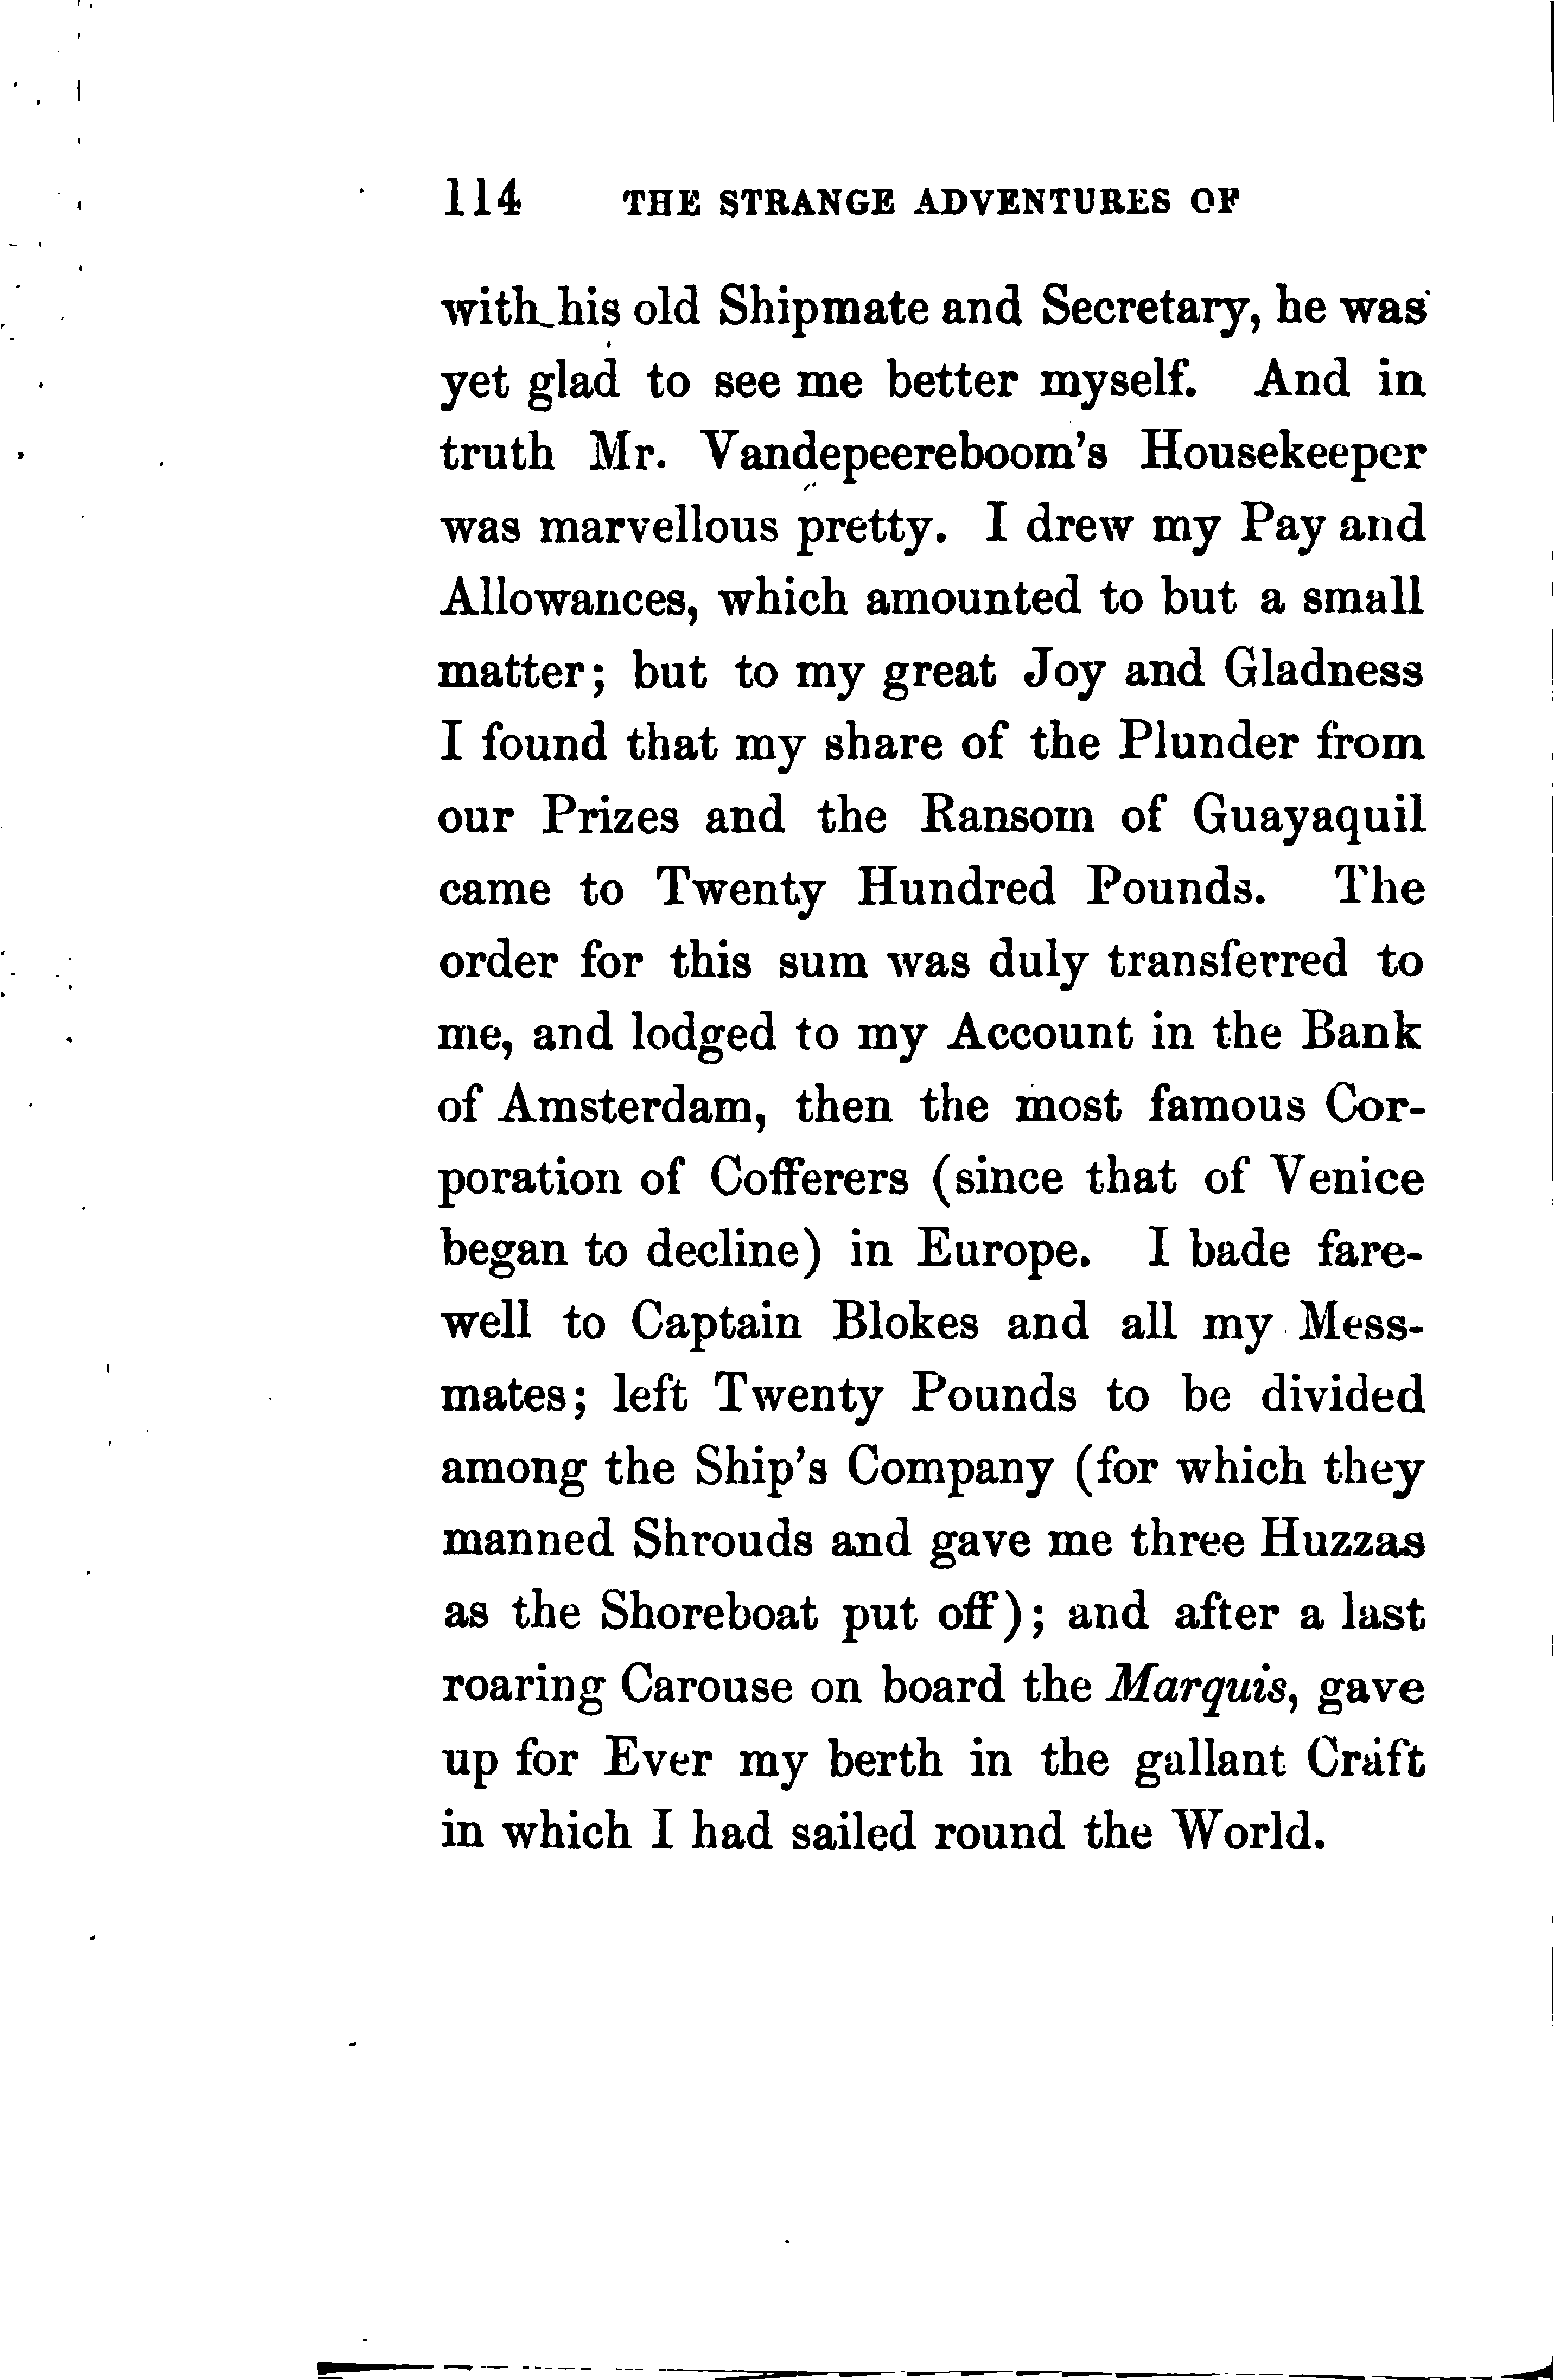 114 THE STRANGE ADVENTURES OF
with his old Shipmate and Secretary, he was
yet glad to see me better myself. And in
truth Mr. Vandepeereboom's Housekeeper
was marvellous pretty. I drew my Pay and
Allowances, which amounted to but a small
matter; but to my great Joy and Gladness
I found that my share of the Plunder from
our Prizes and the Ransom of Guayaquil
came to Twenty Hundred Pounds. The
order for this sum was duly transferred to
me, and lodged to my Account in the Bank
of Amsterdam, then the most famous Cor-
poration of Cofferers (since that of Venice
began to decline) in Europe. I bade fare-
well to Captain Blokes and all my Mess-
mates; left Twenty Pounds to be divided
among the Ship's Company (for which they
manned Shrouds and gave me three Huzzas
as the Shoreboat put off); and after a last
roaring Carouse on board the Marquis, gave
up for Ever my berth in the gallant Craft
in which I had sailed round the World.